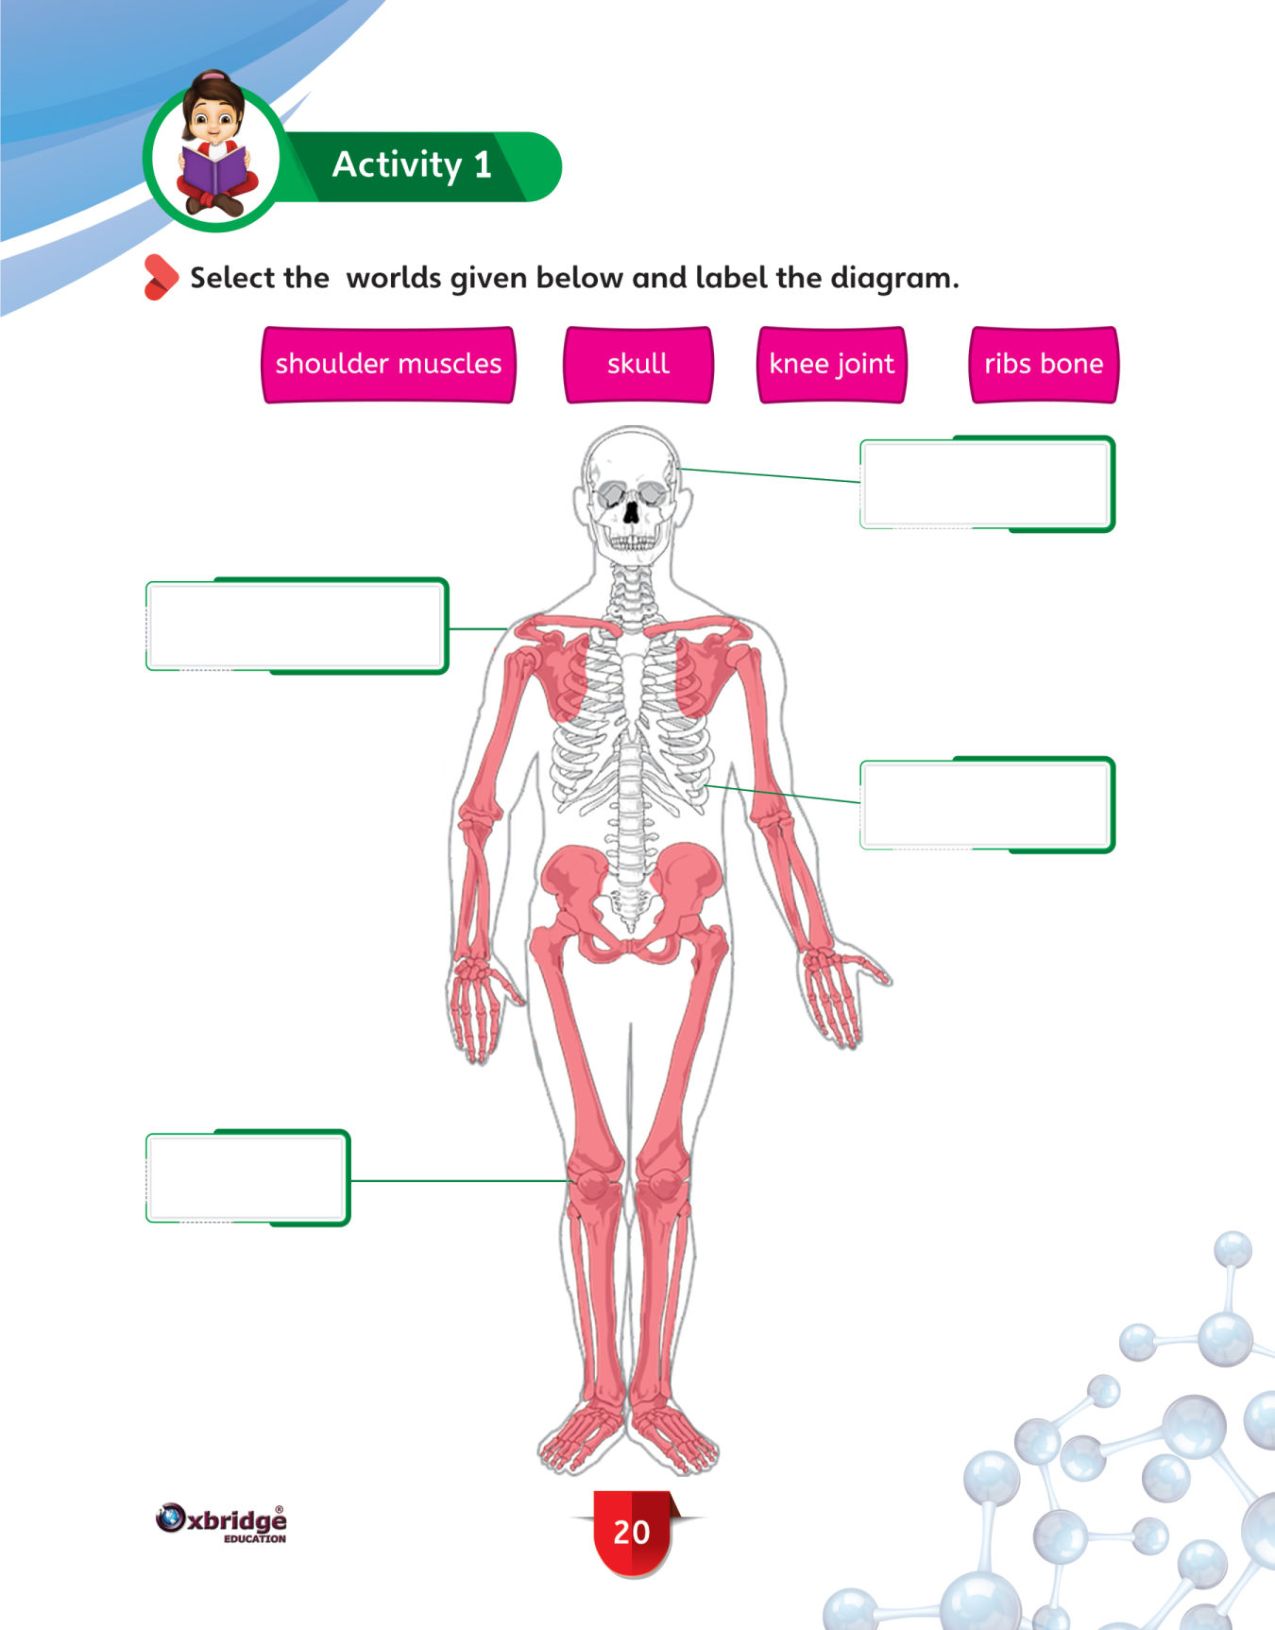 Activity 1
Select the worlds given below and label the diagram.
shoulder muscles
skull
knee joint
ribs bone
Oxbridge®
EDUCATION
20